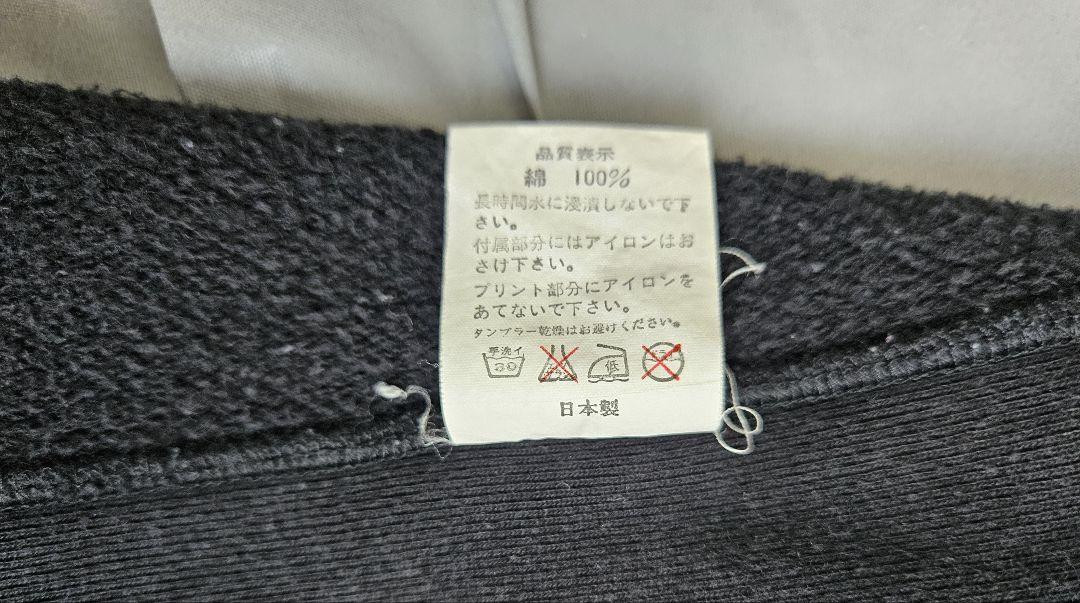 品質表示
綿 100%
長時間水に浸漬しないで下
さい。
付属部分にはアイロンはお
さけ下さい。
プリント部分にアイロンを
あてないで下さい。
タンブラー乾燥はお避けください。
手洗イ
30
低
日本製